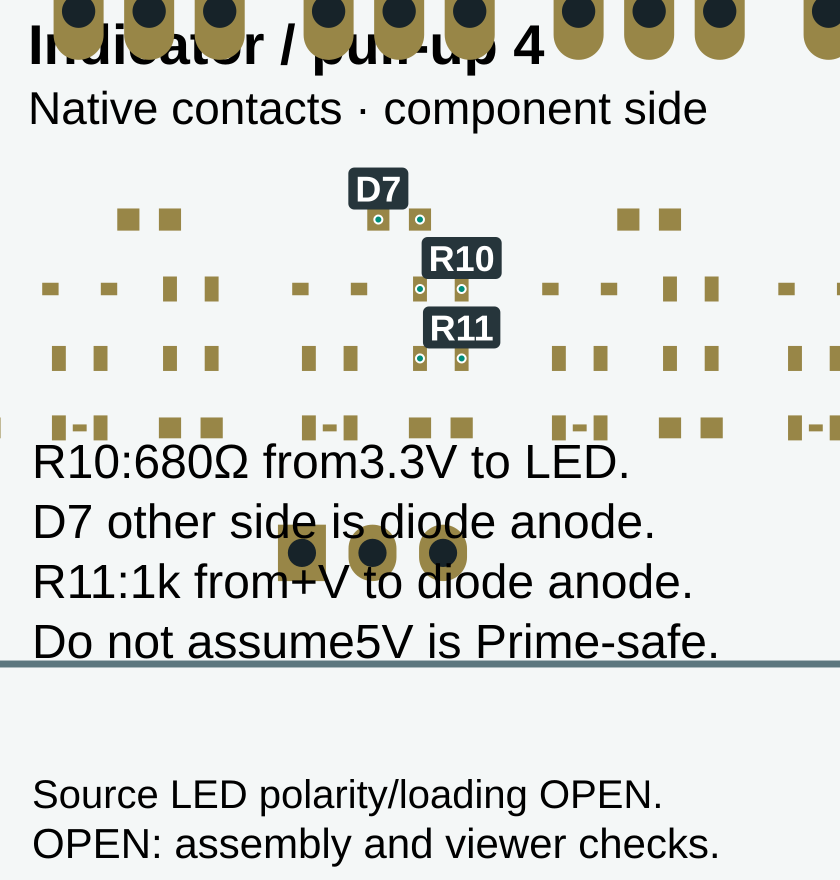 Indicator / pull-up 4
Native contacts · component side
D7
R10
R11
R10:680Ω from3.3V to LED.
D7 other side is diode anode.
R11:1k from+V to diode anode.
Do not assume5V is Prime-safe.
Source LED polarity/loading OPEN.
OPEN: assembly and viewer checks.